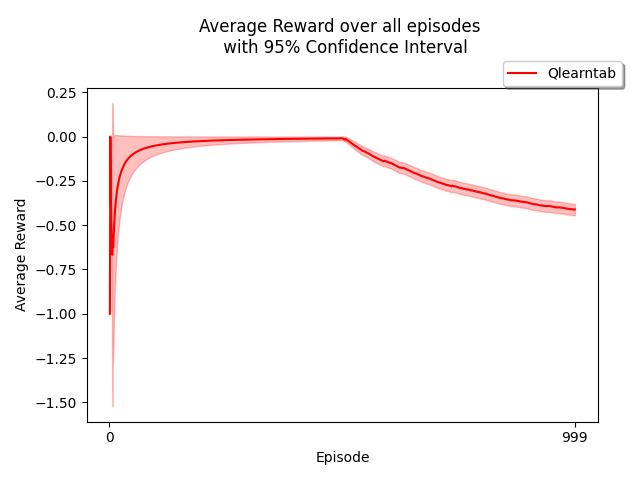 Average Reward over all episodes
with 95% Confidence Interval
Qlearntab
0.25
0.00
−0.25
−0.50
−0.75
−1.00
−1.25
−1.50
Average Reward
0 999
Episode